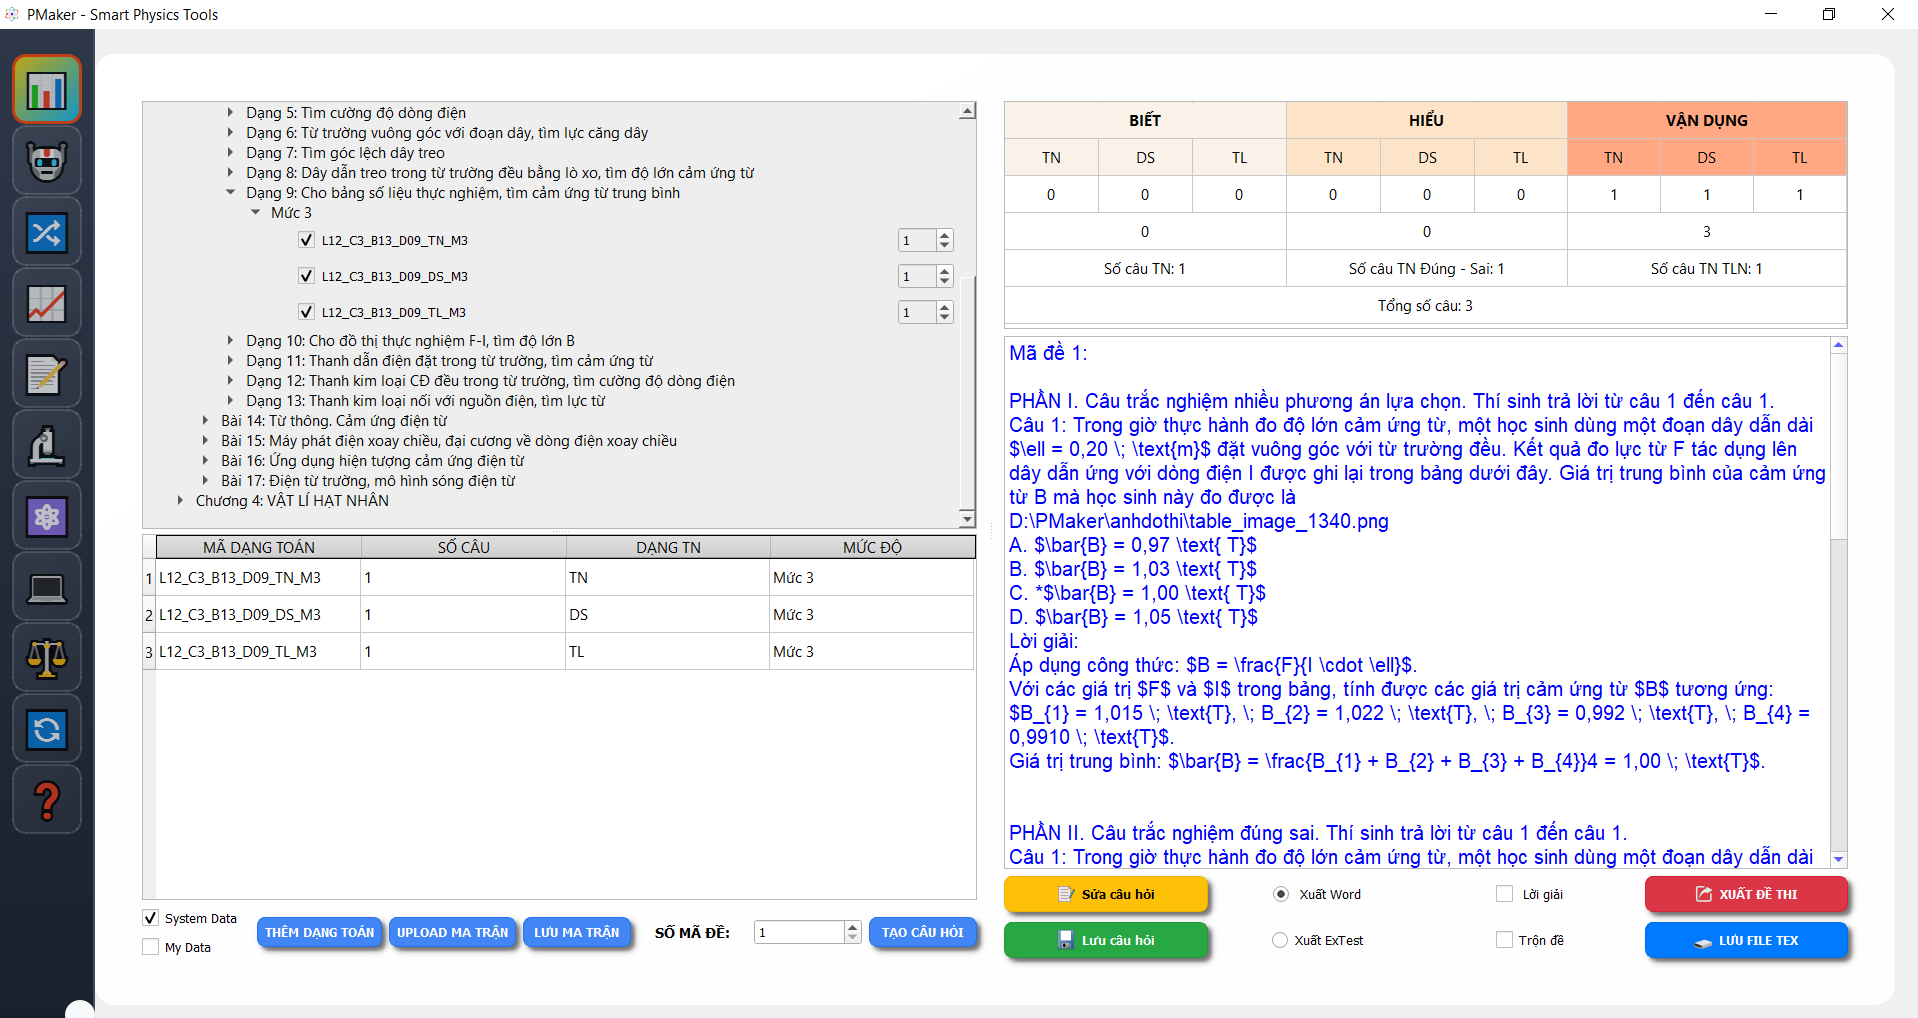 PMaker - Smart Physics Tools
Dạng 5: Tìm cường độ dòng điện
Dạng 6: Từ trường vuông góc với đoạn dây, tìm lực căng dây
Dạng 7: Tìm góc lệch dây treo
Dạng 8: Dây dẫn treo trong từ trường đều bằng lò xo, tìm độ lớn cảm ứng từ
Dạng 9: Cho bảng số liệu thực nghiệm, tìm cảm ứng từ trung bình
Mức 3
L12_C3_B13_D09_TN_M3 1
L12_C3_B13_D09_DS_M3 1
L12_C3_B13_D09_TL_M3 1
Dạng 10: Cho đồ thị thực nghiệm F-I, tìm độ lớn B
Dạng 11: Thanh dẫn điện đặt trong từ trường, tìm cảm ứng từ
Dạng 12: Thanh kim loại CĐ đều trong từ trường, tìm cường độ dòng điện
Dạng 13: Thanh kim loại nối với nguồn điện, tìm lực từ
Bài 14: Từ thông. Cảm ứng điện từ
Bài 15: Máy phát điện xoay chiều, đại cương về dòng điện xoay chiều
Bài 16: Ứng dụng hiện tượng cảm ứng điện từ
Bài 17: Điện từ trường, mô hình sóng điện từ
Chương 4: VẬT LÍ HẠT NHÂN
MÃ DẠNG TOÁN SỐ CÂU DẠNG TN MỨC ĐỘ
1 L12_C3_B13_D09_TN_M3 1 TN Mức 3
2 L12_C3_B13_D09_DS_M3 1 DS Mức 3
3 L12_C3_B13_D09_TL_M3 1 TL Mức 3
System Data
My Data
THÊM DẠNG TOÁN
UPLOAD MA TRẬN
LƯU MA TRẬN
SỐ MÃ ĐỀ: 1
TẠO CÂU HỎI
BIẾT HIỂU VẬN DỤNG
TN DS TL TN DS TL TN DS TL
0 0 0 0 0 0 1 1 1
0 0 3
Số câu TN: 1 Số câu TN Đúng - Sai: 1 Số câu TN TLN: 1
Tổng số câu: 3
Mã đề 1:
PHẦN I. Câu trắc nghiệm nhiều phương án lựa chọn. Thí sinh trả lời từ câu 1 đến câu 1.
Câu 1: Trong giờ thực hành đo độ lớn cảm ứng từ, một học sinh dùng một đoạn dây dẫn dài
$\ell = 0,20 \; \text{m}$ đặt vuông góc với từ trường đều. Kết quả đo lực từ F tác dụng lên
dây dẫn ứng với dòng điện I được ghi lại trong bảng dưới đây. Giá trị trung bình của cảm ứng
từ B mà học sinh này đo được là
D:\PMaker\anhdothi\table_image_1340.png
A. $\bar{B} = 0,97 \text{ T}$
B. $\bar{B} = 1,03 \text{ T}$
C. *$\bar{B} = 1,00 \text{ T}$
D. $\bar{B} = 1,05 \text{ T}$
Lời giải:
Áp dụng công thức: $B = \frac{F}{I \cdot \ell}$.
Với các giá trị $F$ và $I$ trong bảng, tính được các giá trị cảm ứng từ $B$ tương ứng:
$B_{1} = 1,015 \; \text{T}, \; B_{2} = 1,022 \; \text{T}, \; B_{3} = 0,992 \; \text{T}, \; B_{4} =
0,9910 \; \text{T}$.
Giá trị trung bình: $\bar{B} = \frac{B_{1} + B_{2} + B_{3} + B_{4}}4 = 1,00 \; \text{T}$.
PHẦN II. Câu trắc nghiệm đúng sai. Thí sinh trả lời từ câu 1 đến câu 1.
Câu 1: Trong giờ thực hành đo độ lớn cảm ứng từ, một học sinh dùng một đoạn dây dẫn dài
Sửa câu hỏi
Xuất Word
Lời giải
XUẤT ĐỀ THI
Lưu câu hỏi
Xuất ExTest
Trộn đề
LƯU FILE TEX